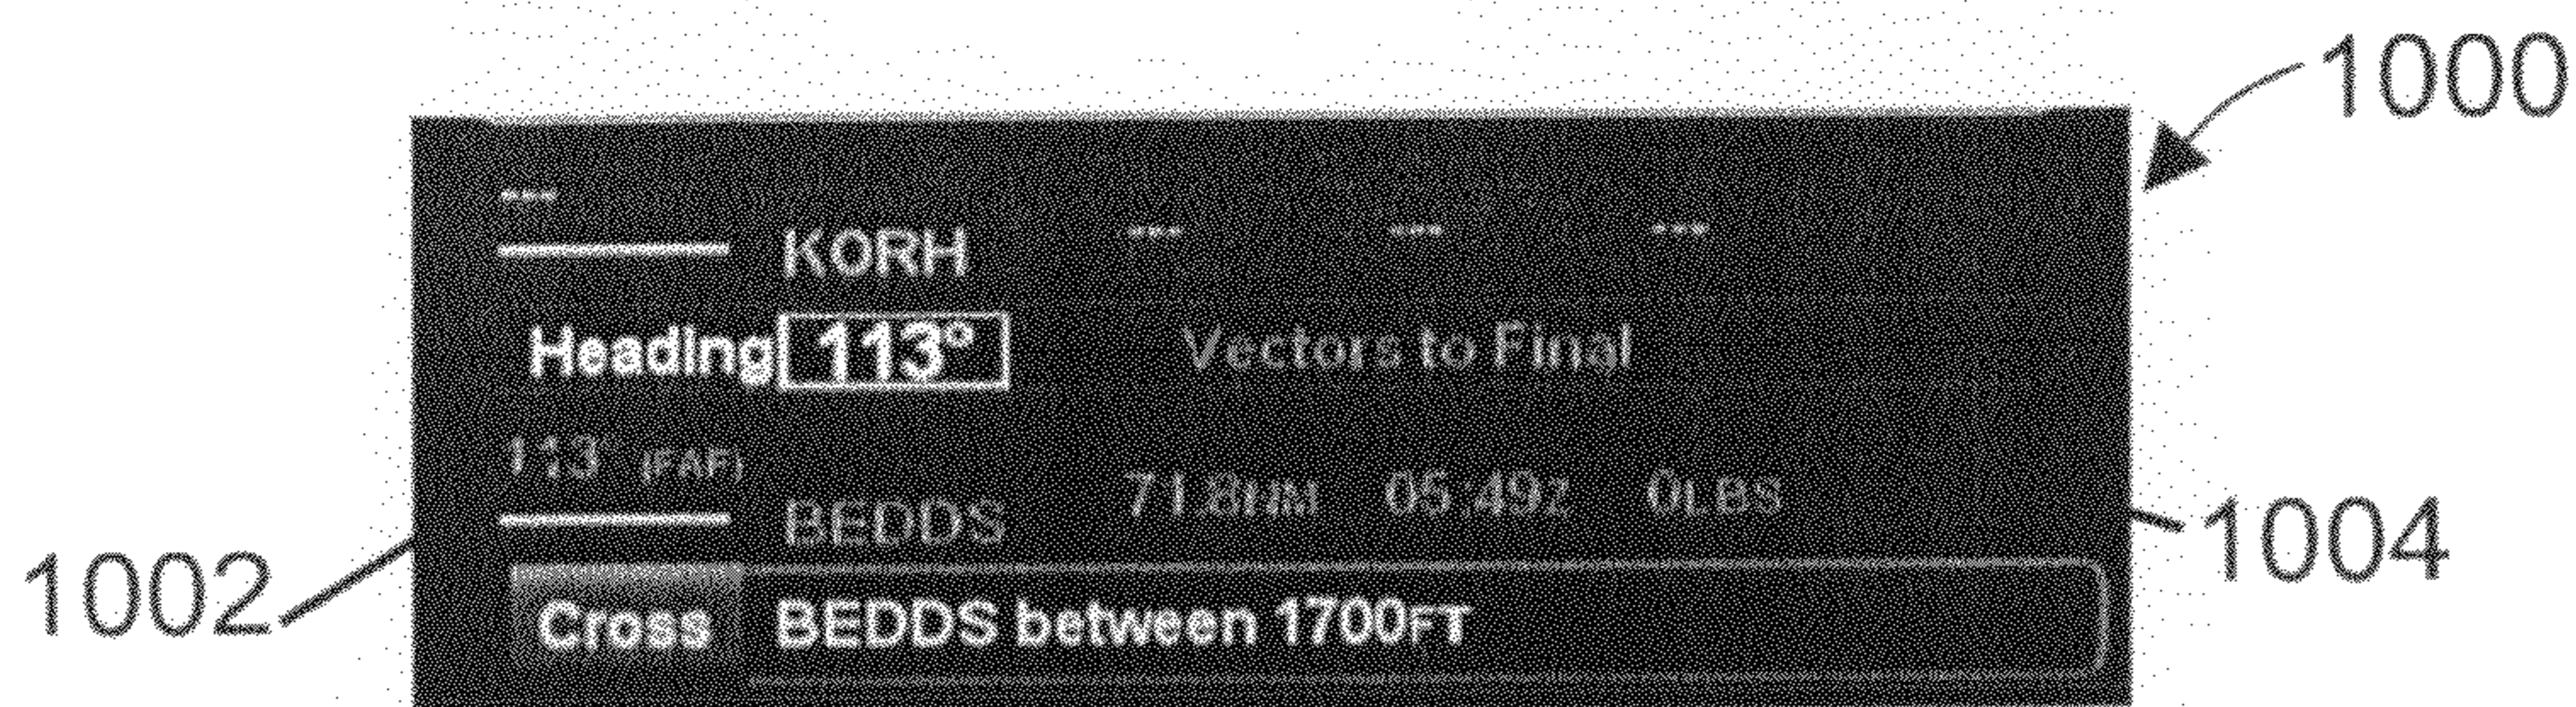 1000
---
KORH --- --- ---
Heading 113° Vectors to Final
113° (FAF)
BEDDS 71.8NM 05:49Z 0LBS
1002
1004
Cross BEDDS between 1700FT